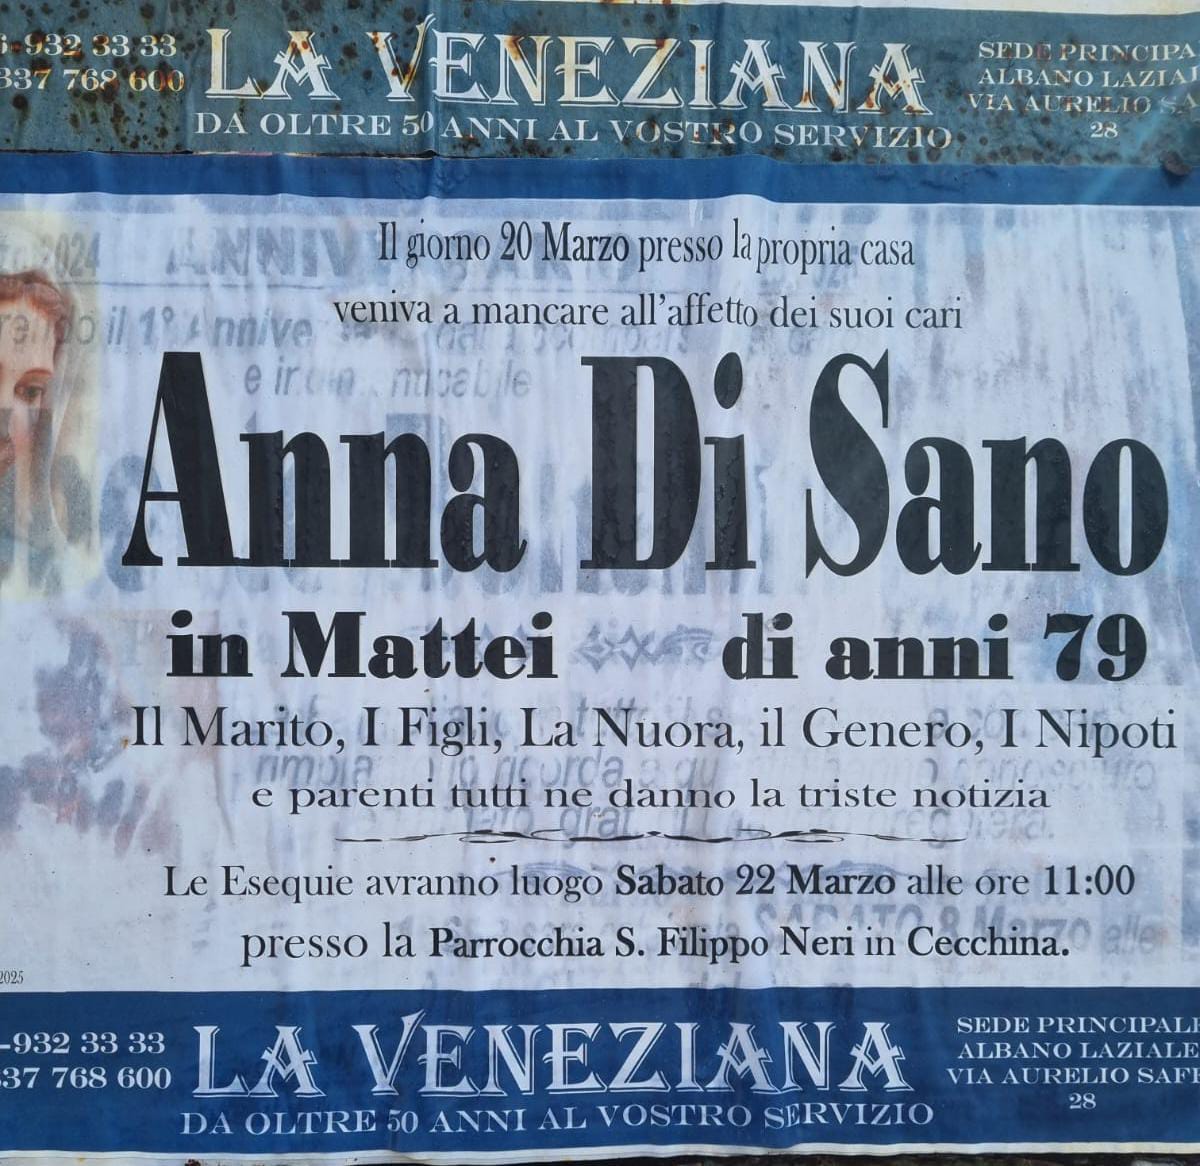 932 33 33
337 768 600
LA VENEZIANA
DA OLTRE 50 ANNI AL VOSTRO SERVIZIO
SEDE PRINCIPA
ALBANO LAZIAL
VIA AURELIO SA
28
Il giorno 20 Marzo presso la propria casa
veniva a mancare all'affetto dei suoi cari
Anna Di Sano
in Mattei di anni 79
Il Marito, I Figli, La Nuora, il Genero, I Nipoti
e parenti tutti ne danno la triste notizia
Le Esequie avranno luogo Sabato 22 Marzo alle ore 11:00
presso la Parrocchia S. Filippo Neri in Cecchina.
2025
-932 33 33
337 768 600
LA VENEZIANA
DA OLTRE 50 ANNI AL VOSTRO SERVIZIO
SEDE PRINCIPALE
ALBANO LAZIALE
VIA AURELIO SAFF
28